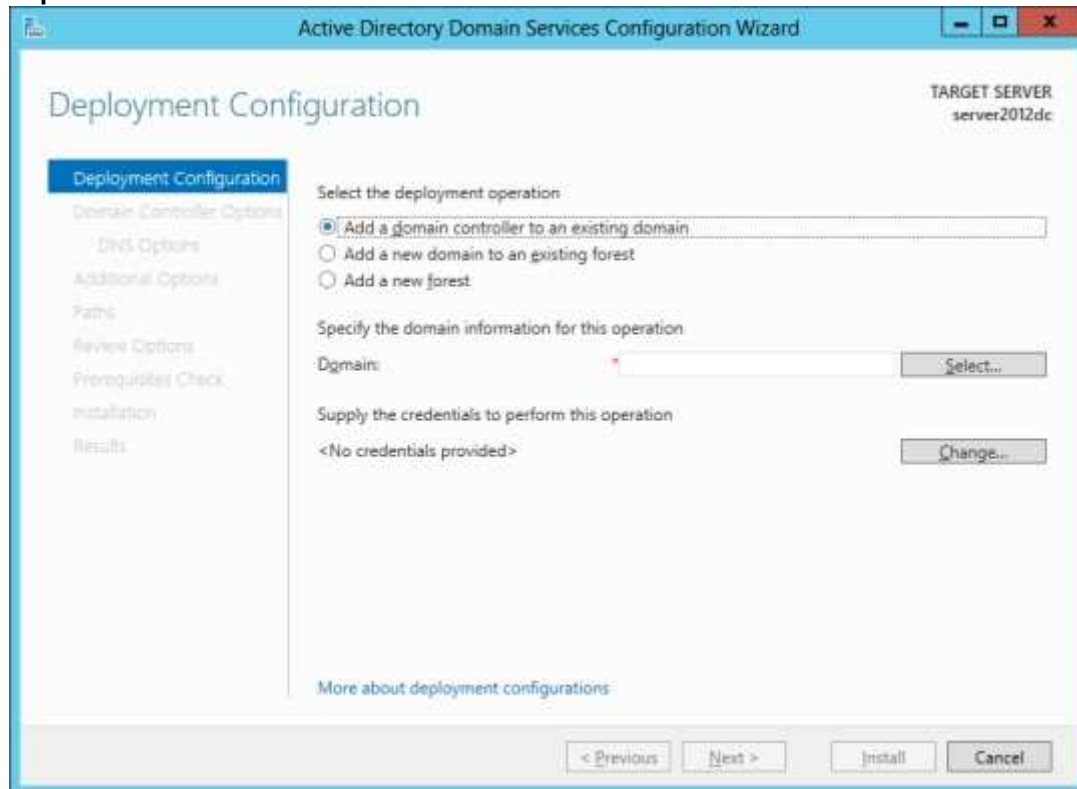 Active Directory Domain Services Configuration Wizard
Deployment Configuration
TARGET SERVER
server2012dc
Deployment Configuration
Domain Controller Options
DNS Options
Additional Options
Paths
Review Options
Prerequisites Check
Installation
Results
Select the deployment operation
Add a domain controller to an existing domain
Add a new domain to an existing forest
Add a new forest
Specify the domain information for this operation
Domain: *
Select...
Supply the credentials to perform this operation
<No credentials provided>
Change...
More about deployment configurations
< Previous
Next >
Install
Cancel